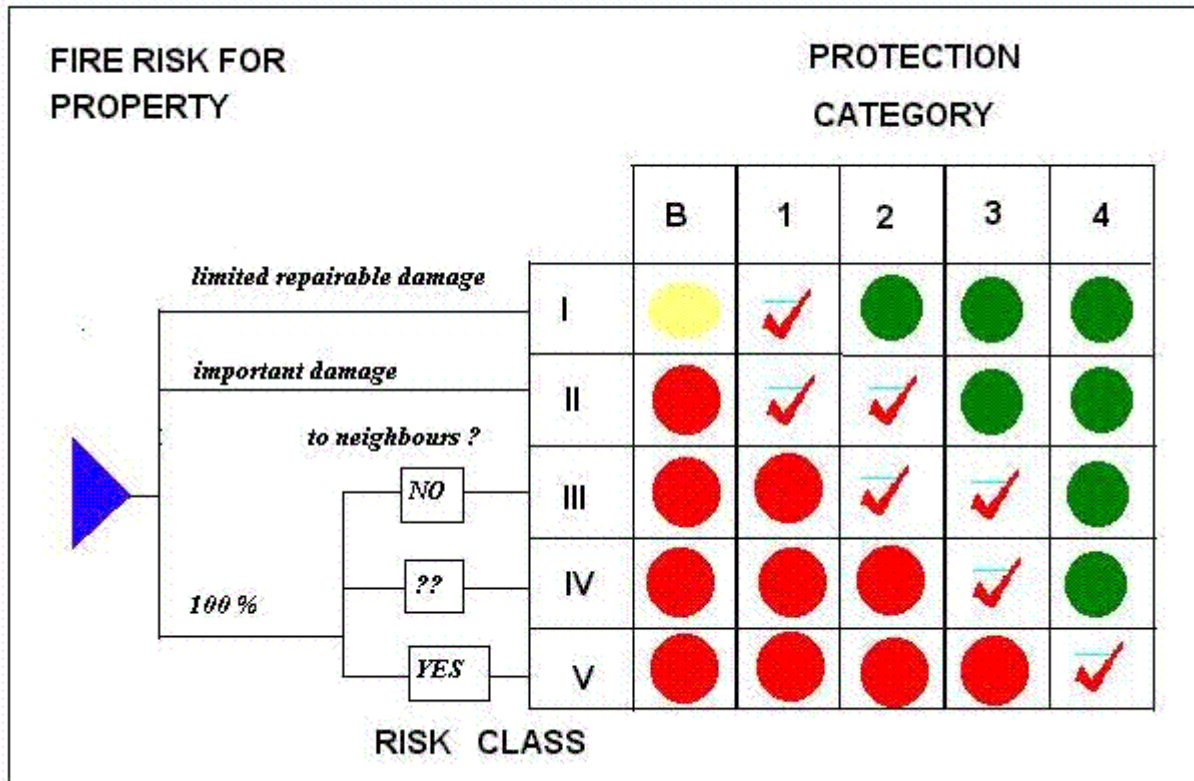 FIRE RISK FOR
PROPERTY
PROTECTION
CATEGORY
B 1 2 3 4
limited repairable damage
I
important damage
II
to neighbours ?
NO
III
100 %
??
IV
YES
V
RISK CLASS